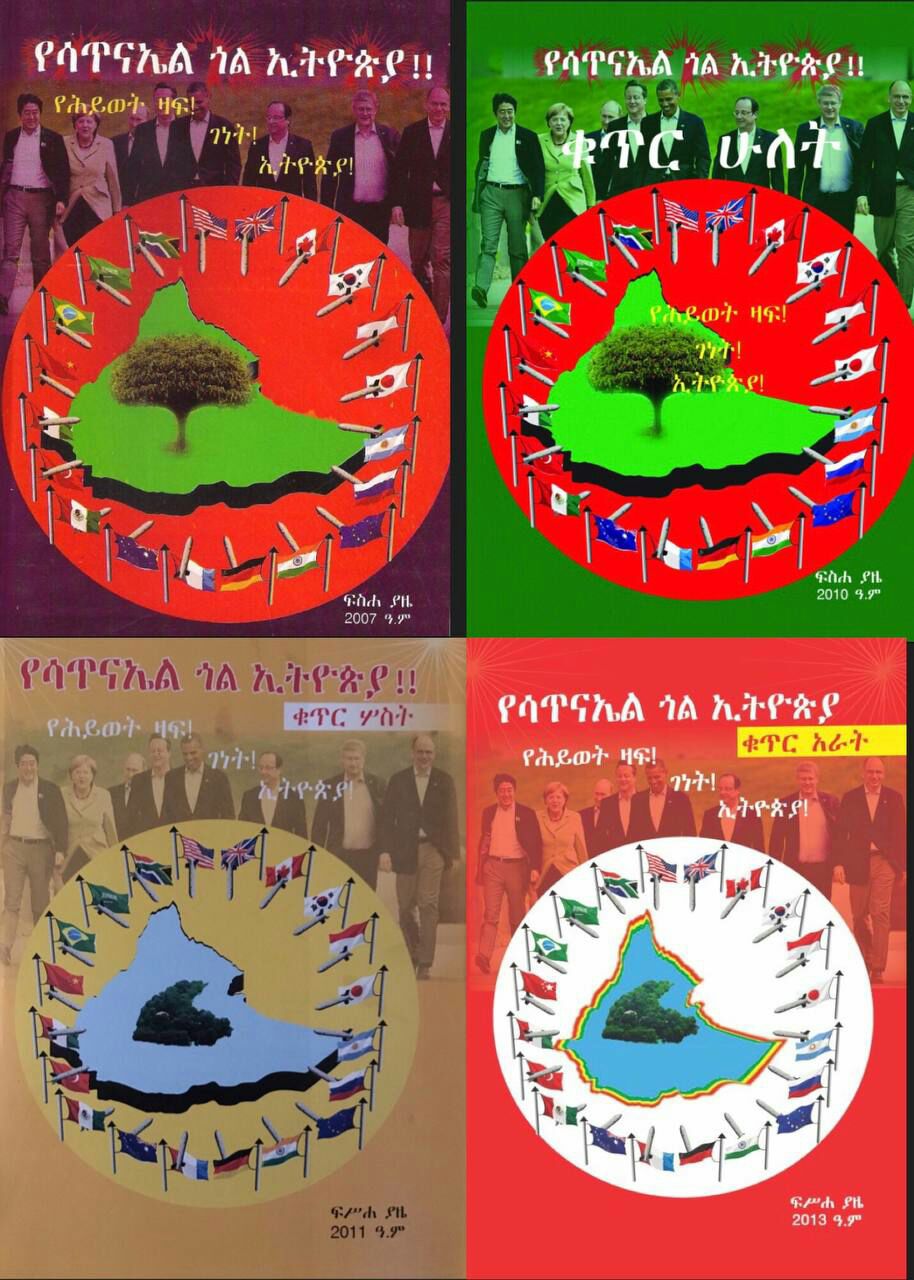 የሳጥናኤል ጎል ኢትዮጵያ!!
የሕይወት ዛፍ!
ገነት!
ኢትዮጵያ!
ፍስሐ ያዜ
2007 ዓ.ም
የሳጥናኤል ጎል ኢትዮጵያ!!
ቁጥር ሁለት
የሕይወት ዛፍ!
ገነት!
ኢትዮጵያ!
ፍስሐ ያዜ
2010 ዓ.ም
የሳጥናኤል ጎል ኢትዮጵያ!!
ቁጥር ሦስት
የሕይወት ዛፍ!
ገነት!
ኢትዮጵያ!
ፍሥሐ ያዜ
2011 ዓ.ም
የሳጥናኤል ጎል ኢትዮጵያ
ቁጥር አራት
የሕይወት ዛፍ!
ገነት!
ኢትዮጵያ!
ፍሥሐ ያዜ
2013 ዓ.ም